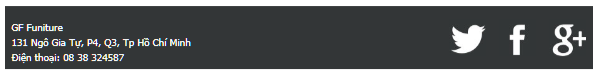 GF Funiture
131 Ngô Gia Tự, P4, Q3, Tp Hồ Chí Minh
Điện thoại: 08 38 324587